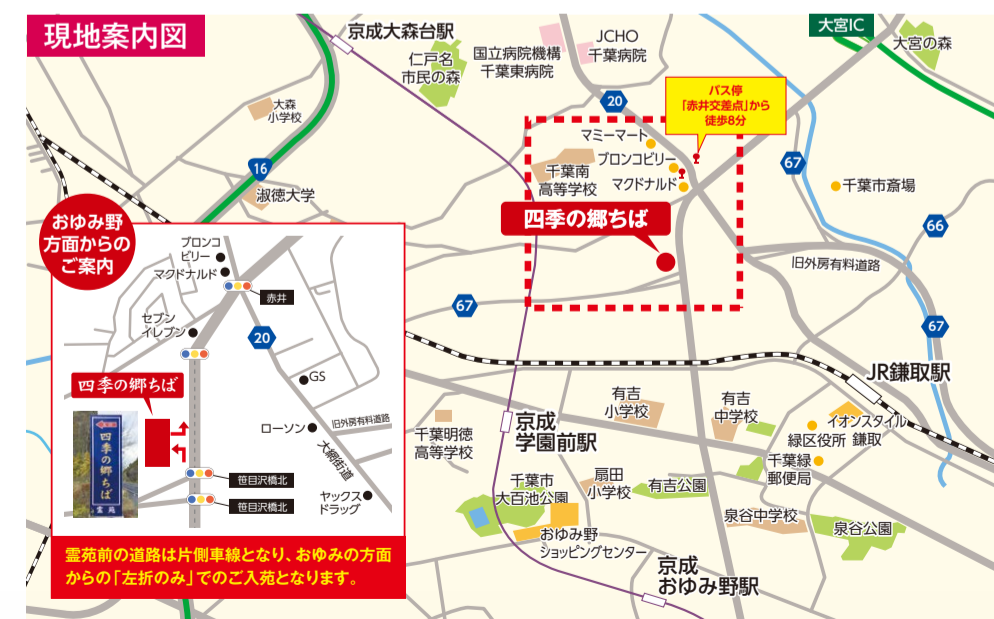 現地案内図
京成大森台駅
仁戸名
市民の森
国立病院機構
千葉東病院
JCHO
千葉病院
大宮IC
大宮の森
大森
小学校
20
バス停
「赤井交差点」から
徒歩8分
マミーマート
ブロンコビリー
マクドナルド
千葉南
高等学校
16
淑徳大学
67
千葉市斎場
66
四季の郷ちば
旧外房有料道路
67
67
JR鎌取駅
イオンスタイル
鎌取
緑区役所
千葉緑
郵便局
有吉
小学校
有吉
中学校
京成
学園前駅
千葉明徳
高等学校
千葉市
大百池公園
扇田
小学校
有吉公園
おゆみ野
ショッピングセンター
泉谷中学校
泉谷公園
京成
おゆみ野駅
おゆみ野
方面からの
ご案内
ブロンコ
ビリー
マクドナルド
赤井
セブン
イレブン
20
GS
四季の郷ちば
四季の郷ちば
霊苑
ローソン
旧外房有料道路
大網街道
笹目沢橋北
笹目沢橋北
ヤックス
ドラッグ
霊苑前の道路は片側車線となり、おゆみの方面
からの「左折のみ」でのご入苑となります。